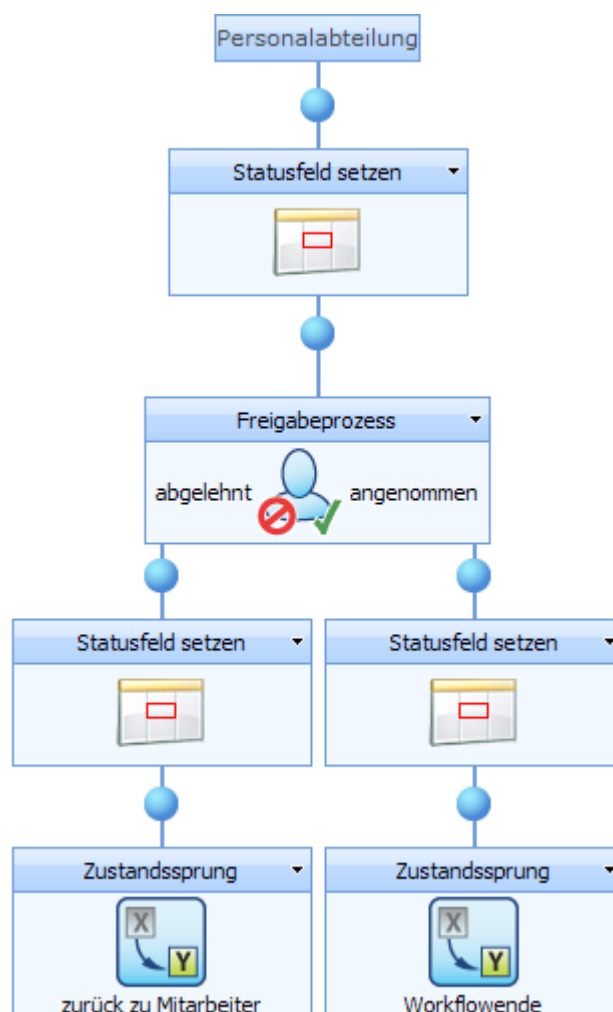 Personalabteilung
Statusfeld setzen
Freigabeprozess
abgelehnt angenommen
Statusfeld setzen Statusfeld setzen
Zustandssprung Zustandssprung
X X
Y Y
zurück zu Mitarbeiter Workflowende